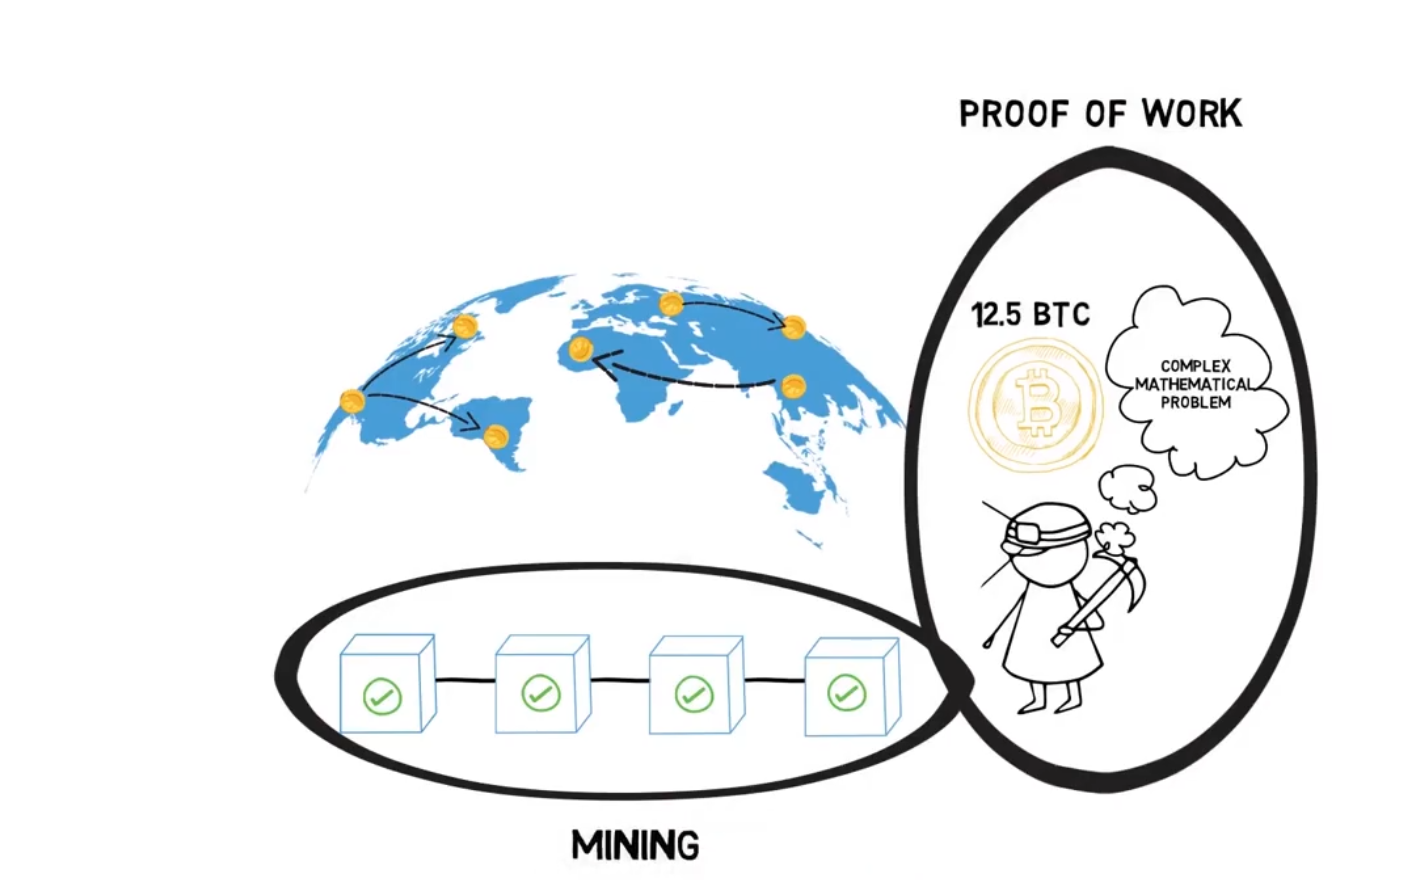 PROOF OF WORK
12.5 BTC
COMPLEX
MATHEMATICAL
PROBLEM
MINING